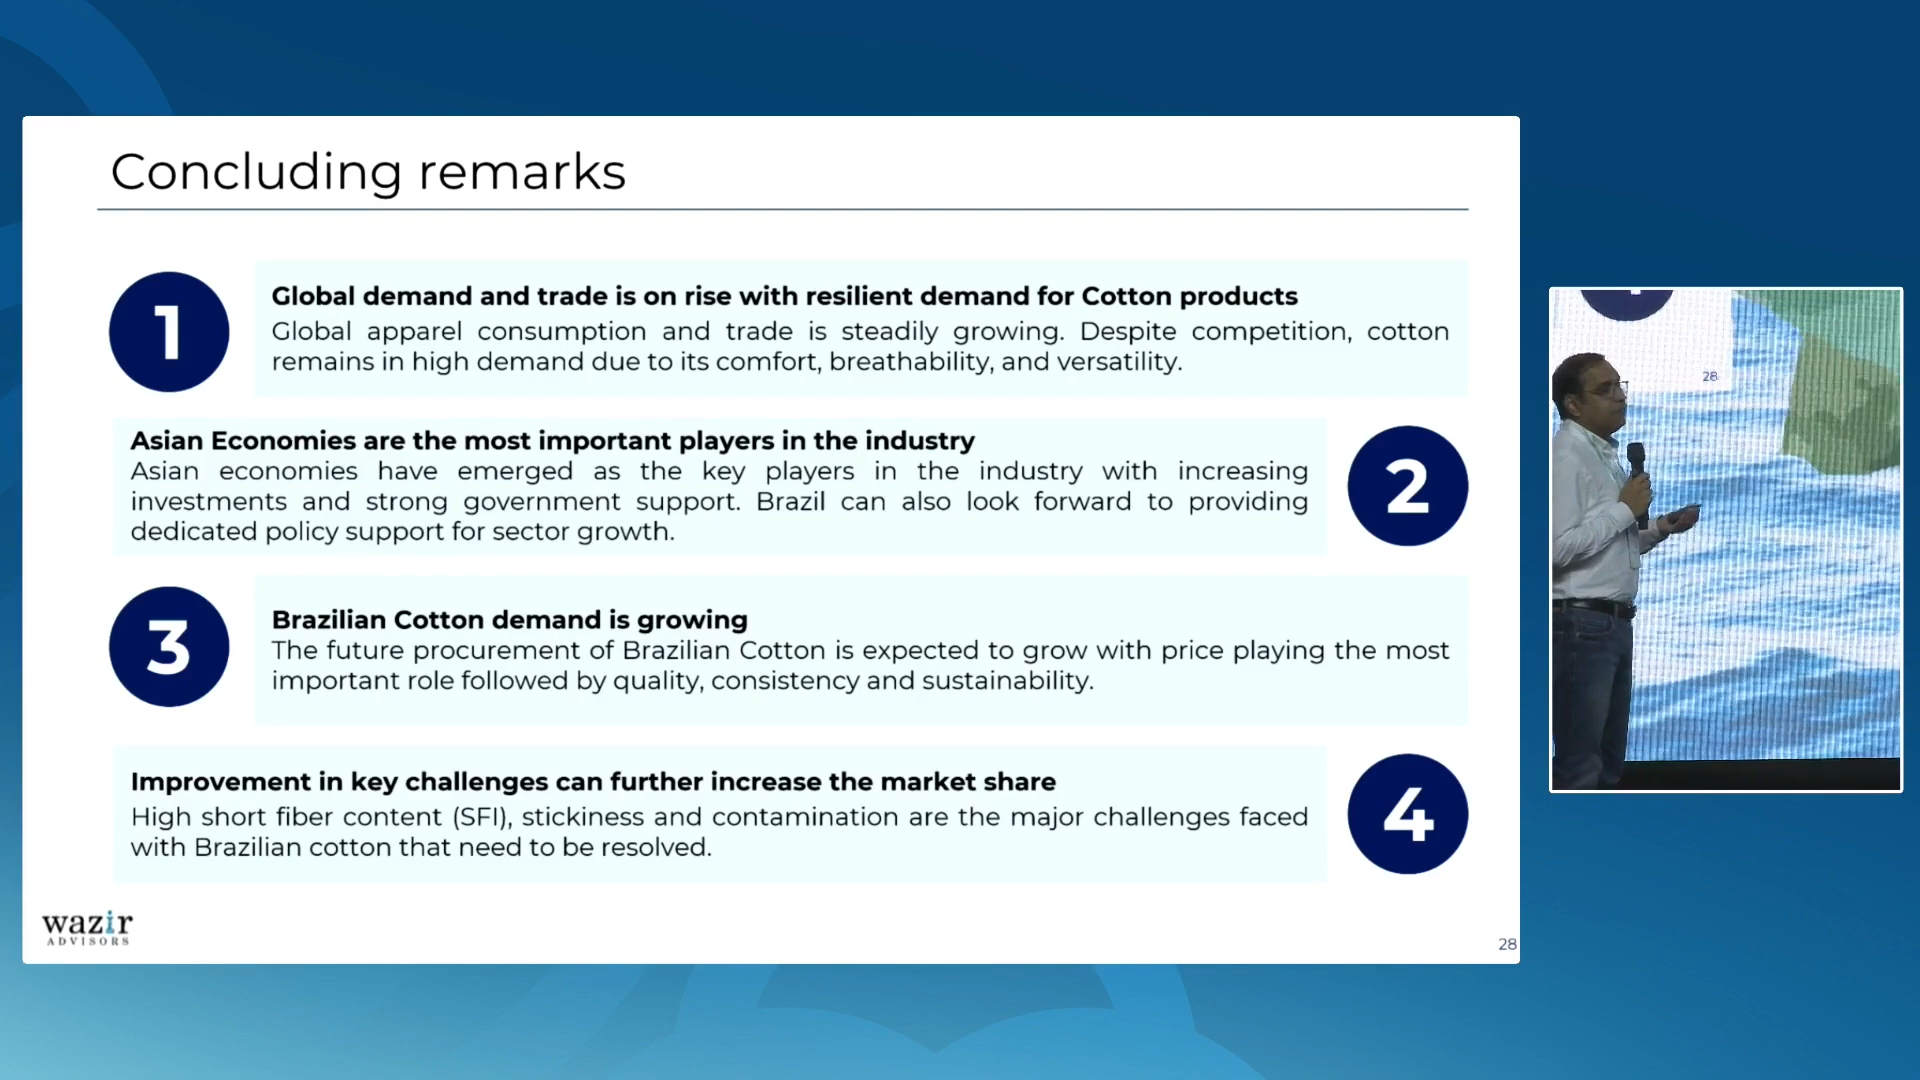 Concluding remarks
1
Global demand and trade is on rise with resilient demand for Cotton products
Global apparel consumption and trade is steadily growing. Despite competition, cotton
remains in high demand due to its comfort, breathability, and versatility.
Asian Economies are the most important players in the industry
Asian economies have emerged as the key players in the industry with increasing
investments and strong government support. Brazil can also look forward to providing
dedicated policy support for sector growth.
2
3
Brazilian Cotton demand is growing
The future procurement of Brazilian Cotton is expected to grow with price playing the most
important role followed by quality, consistency and sustainability.
Improvement in key challenges can further increase the market share
High short fiber content (SFI), stickiness and contamination are the major challenges faced
with Brazilian cotton that need to be resolved.
4
wazir
ADVISORS
28
28